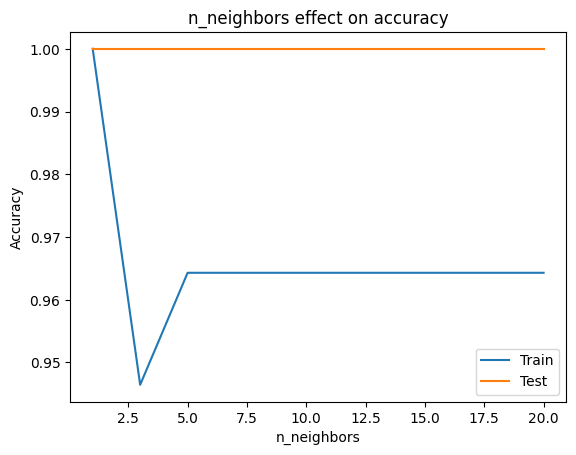 n_neighbors effect on accuracy
1.00
0.99
0.98
0.97
0.96
0.95
Accuracy
2.5 5.0 7.5 10.0 12.5 15.0 17.5 20.0
n_neighbors
Train
Test